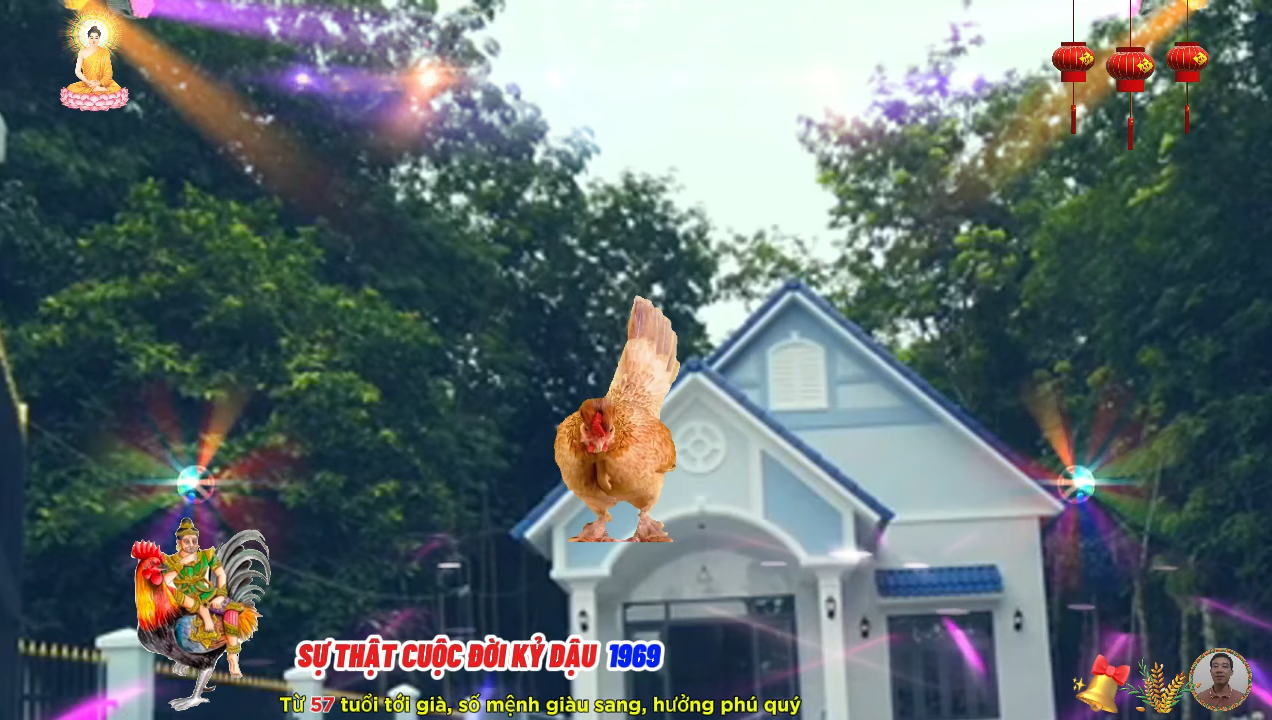 SỰ THẬT CUỘC ĐỜI KỶ DẬU 1969
Từ 57 tuổi tới già, số mệnh giàu sang, hưởng phú quý